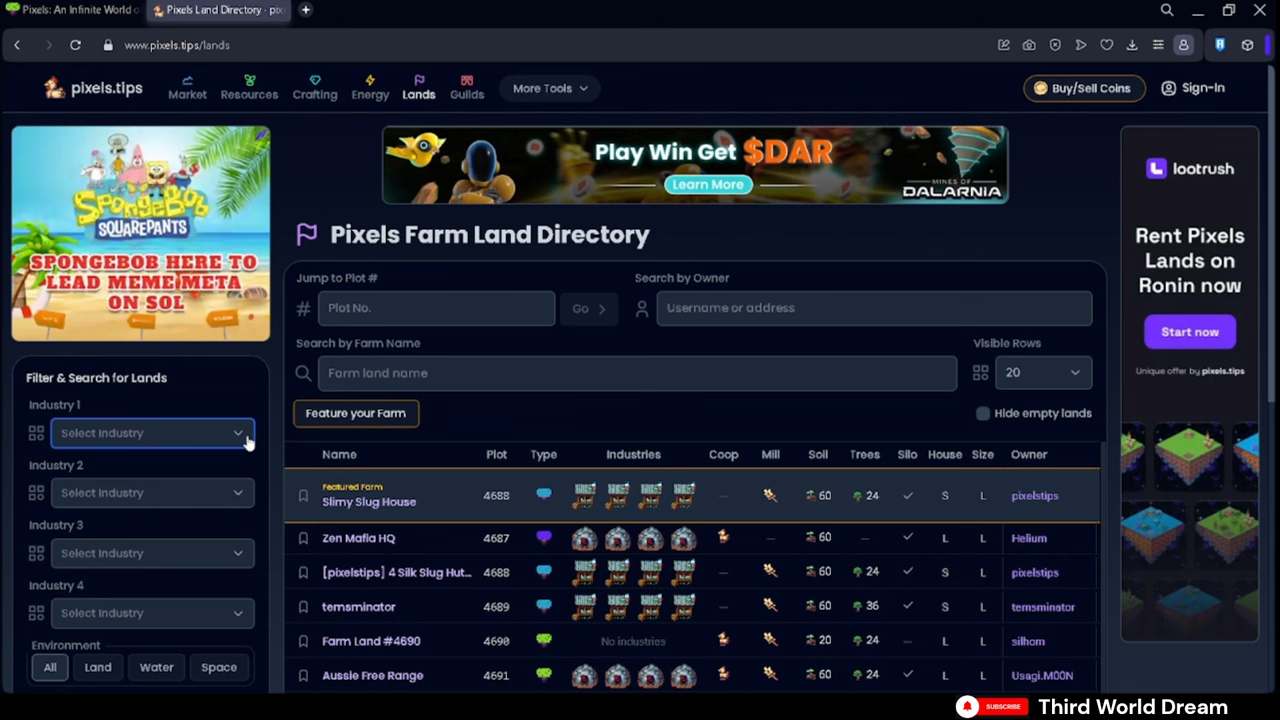 Pixels: An Infinite World o
Pixels Land Directory · pix
www.pixels.tips/lands
pixels.tips
Market
Resources
Crafting
Energy
Lands
Guilds
More Tools
Buy/Sell Coins
Sign-In
SpongeBob
SQUAREPANTS
SPONGEBOB HERE TO
LEAD MEME META
ON SOL
Play Win Get $DAR
Learn More
MINES OF
DALARNIA
lootrush
Rent Pixels
Lands on
Ronin now
Start now
Unique offer by pixels.tips
Pixels Farm Land Directory
Jump to Plot #
Search by Owner
# Plot No.
Go
Username or address
Search by Farm Name
Visible Rows
Farm land name
20
Feature your Farm
Hide empty lands
Filter & Search for Lands
Industry 1
Select Industry
Industry 2
Select Industry
Industry 3
Select Industry
Industry 4
Select Industry
Environment
All Land Water Space
Name Plot Type Industries Coop Mill Soil Trees Silo House Size Owner
Featured Farm
Slimy Slug House 4688 — 60 24 S L pixelstips
Zen Mafia HQ 4687 — 60 — L L Helium
[pixelstips] 4 Silk Slug Hut... 4688 — 60 24 S L pixelstips
temsminator 4689 — 60 36 S L temsminator
Farm Land #4690 4690 No industries 20 24 — L L silhom
Aussie Free Range 4691 60 24 L L Usagi.M00N
SUBSCRIBE
Third World Dream